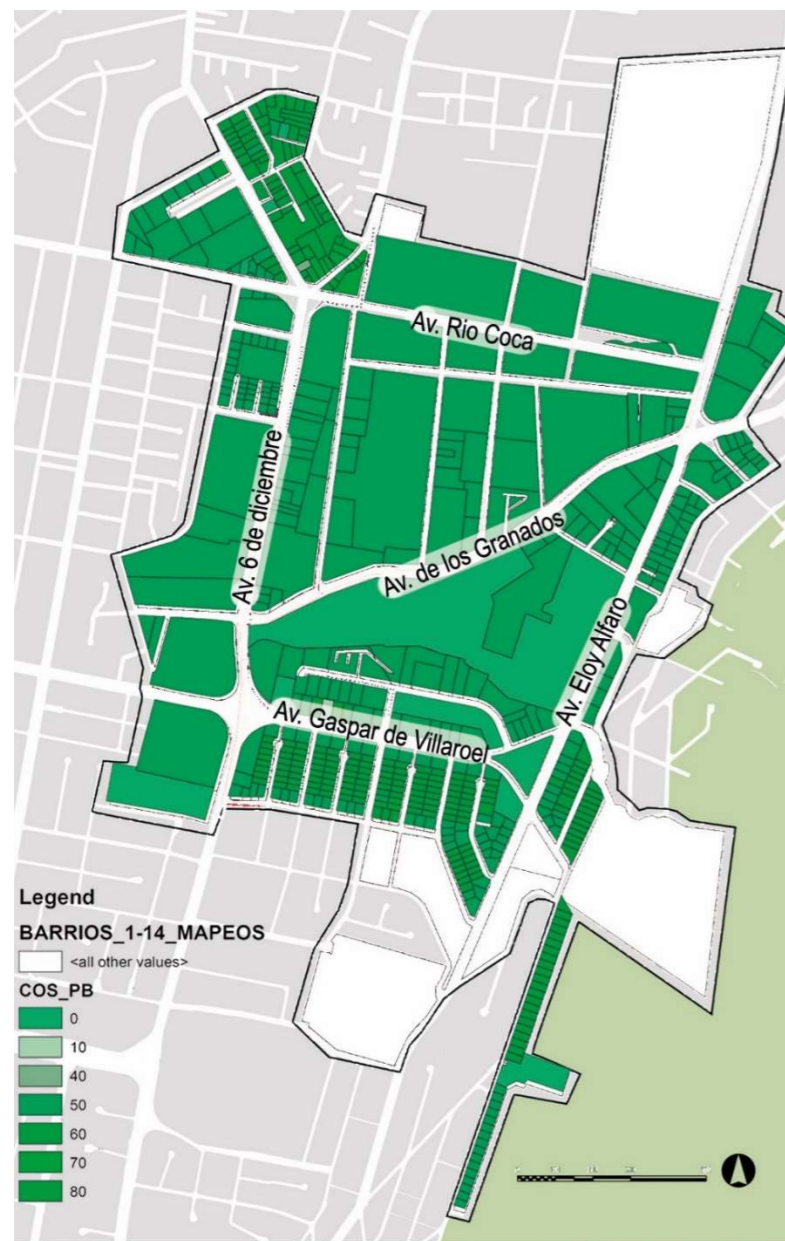 Av. Rio Coca
Av. 6 de diciembre
Av. de los Granados
Av. Eloy Alfaro
Av. Gaspar de Villaroel
Legend
BARRIOS_1-14_MAPEOS
<all other values>
COS_PB
0
10
40
50
60
70
80